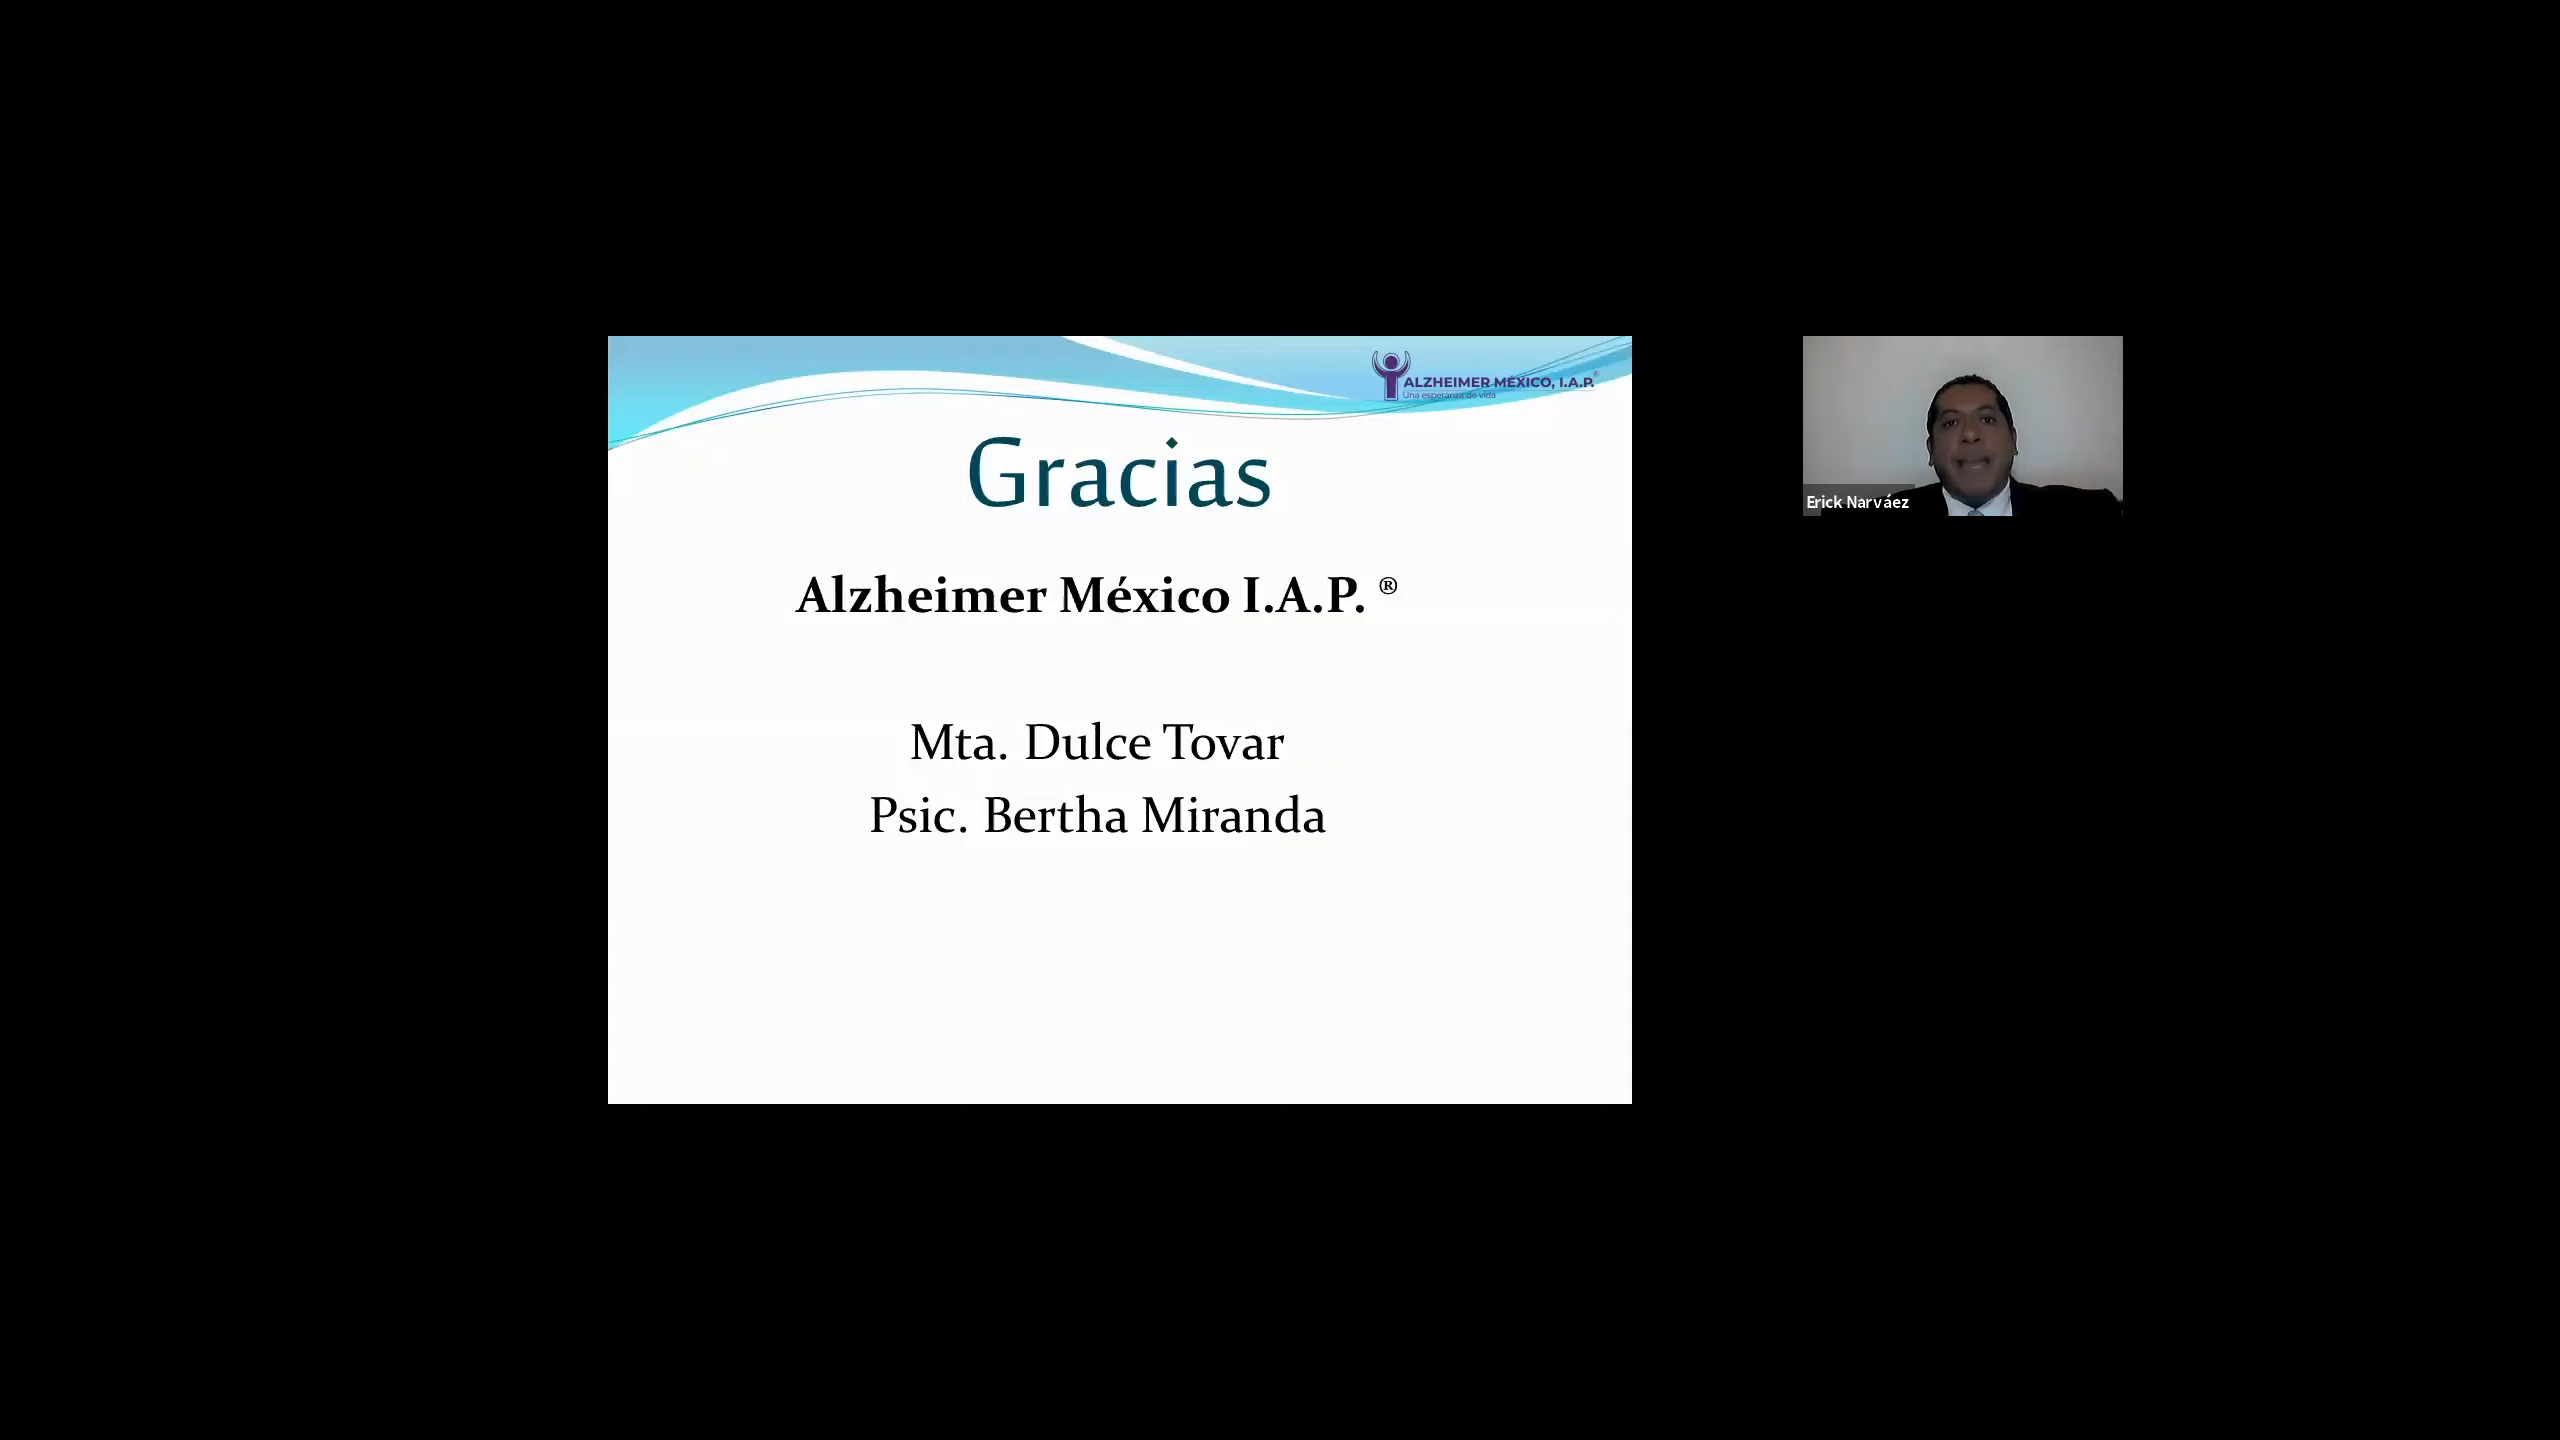 ALZHEIMER MÉXICO, I.A.P.®
Una esperanza de vida
Gracias
Alzheimer México I.A.P. ®
Mta. Dulce Tovar
Psic. Bertha Miranda
Erick Narváez